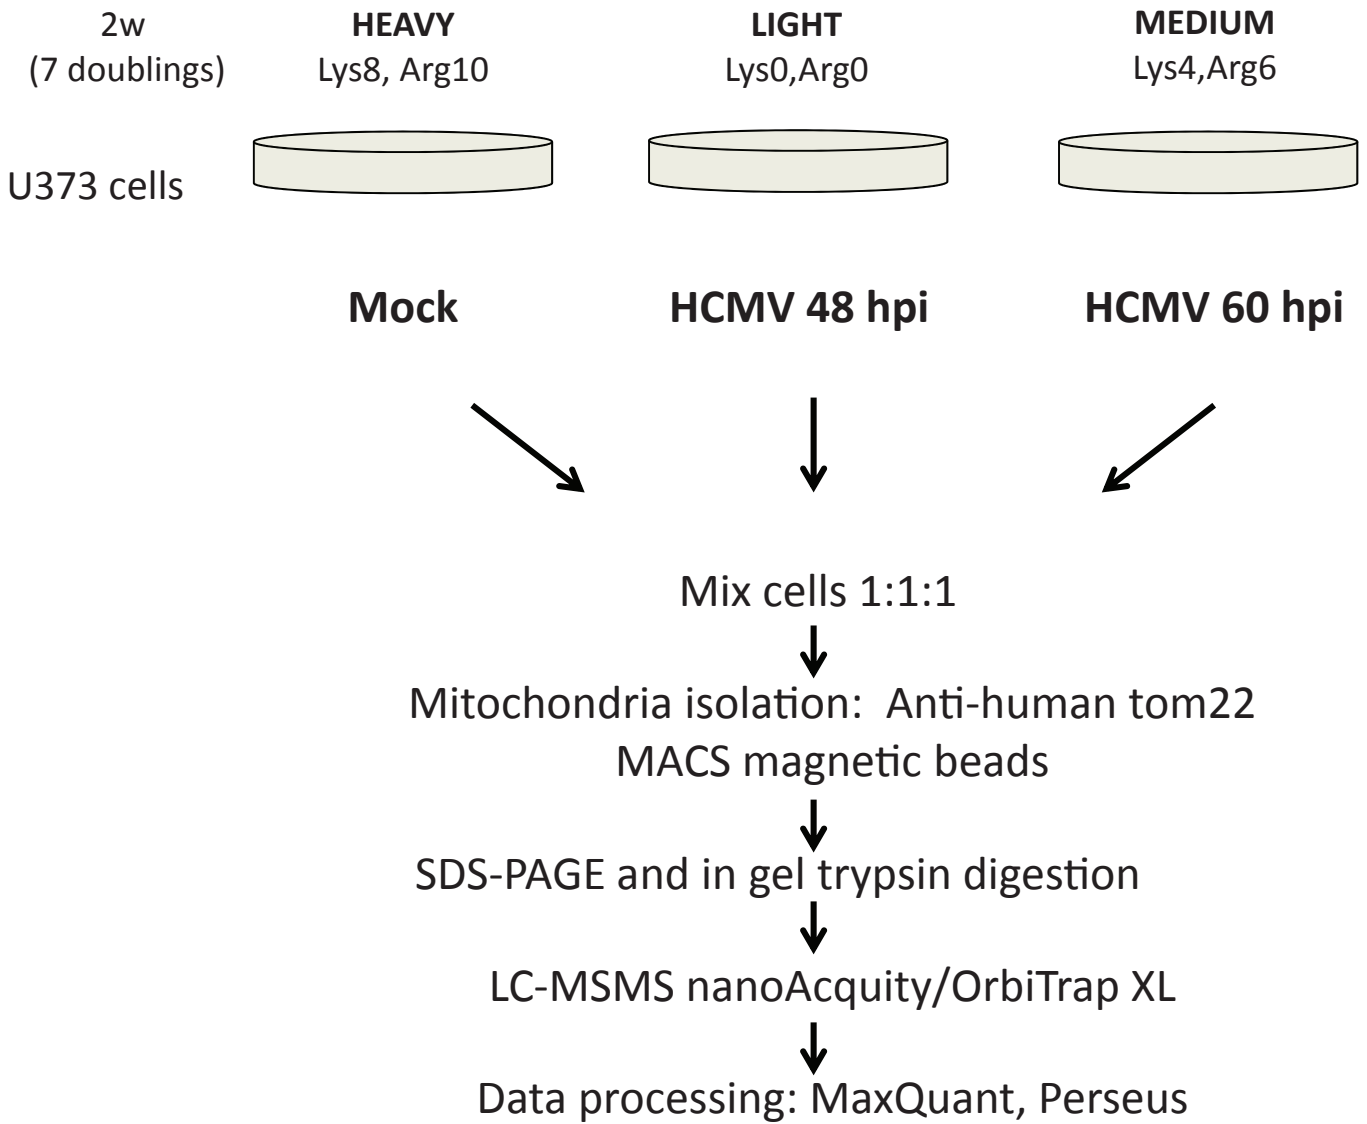 2w
(7 doublings)
HEAVY
Lys8, Arg10
LIGHT
Lys0,Arg0
MEDIUM
Lys4,Arg6
U373 cells
Mock
HCMV 48 hpi
HCMV 60 hpi
Mix cells 1:1:1
Mitochondria isolation:  Anti-human tom22
MACS magnetic beads
SDS-PAGE and in gel trypsin digestion
LC-MSMS nanoAcquity/OrbiTrap XL
Data processing: MaxQuant, Perseus